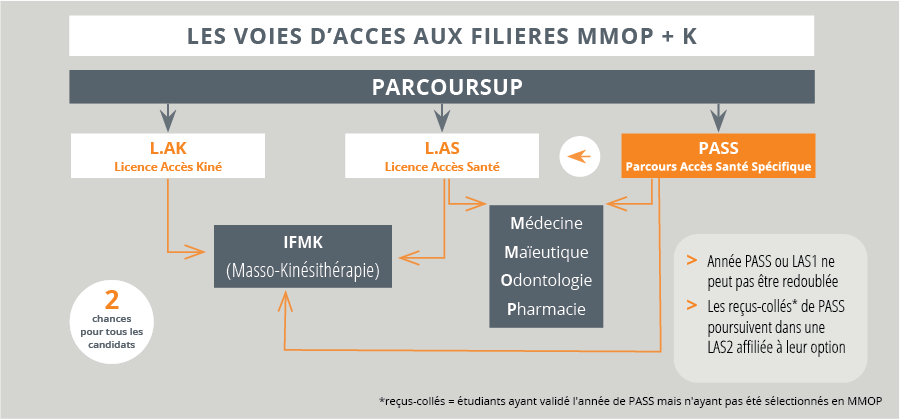 LES VOIES D'ACCES AUX FILIERES MMOP + K
PARCOURSUP
L.AK
Licence Accès Kiné
L.AS
Licence Accès Santé
PASS
Parcours Accès Santé Spécifique
IFMK
(Masso-Kinésithérapie)
Médecine
Maïeutique
Odontologie
Pharmacie
2
chances
pour tous les
candidats
> Année PASS ou LAS1 ne
peut pas être redoublée
> Les reçus-collés* de PASS
poursuivent dans une
LAS2 affiliée à leur option
*reçus-collés = étudiants ayant validé l'année de PASS mais n'ayant pas été sélectionnés en MMOP